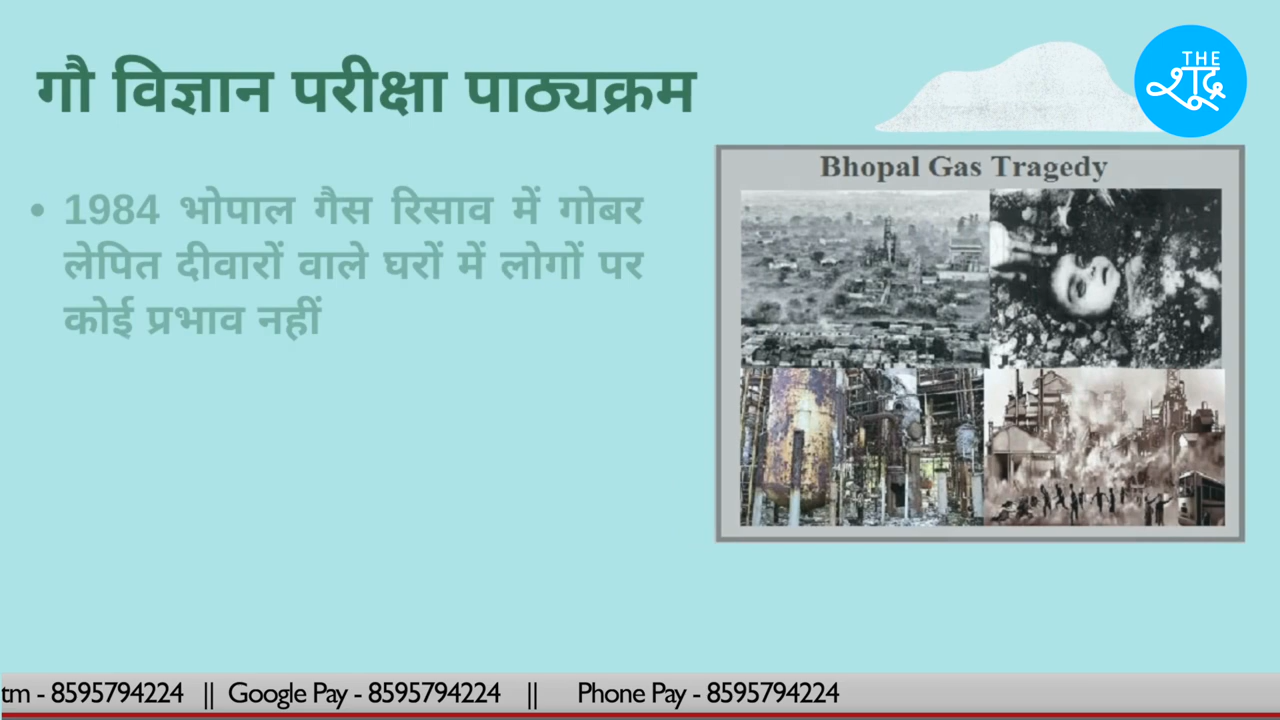 THE
शूद्र
गौ विज्ञान परीक्षा पाठ्यक्रम
Bhopal Gas Tragedy
• 1984 भोपाल गैस रिसाव में गोबर
लेपित दीवारों वाले घरों में लोगों पर
कोई प्रभाव नहीं
tm - 8595794224 || Google Pay - 8595794224 || Phone Pay - 8595794224